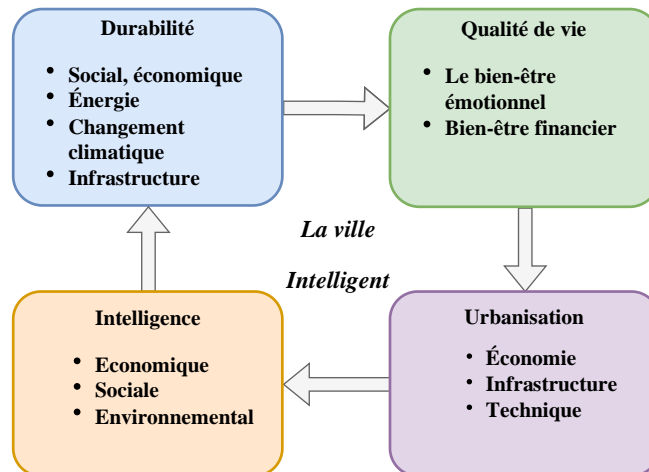 Durabilité
• Social, économique
• Énergie
• Changement
climatique
• Infrastructure
Qualité de vie
• Le bien-être
émotionnel
• Bien-être financier
La ville
Intelligent
Intelligence
• Economique
• Sociale
• Environnemental
Urbanisation
• Économie
• Infrastructure
• Technique